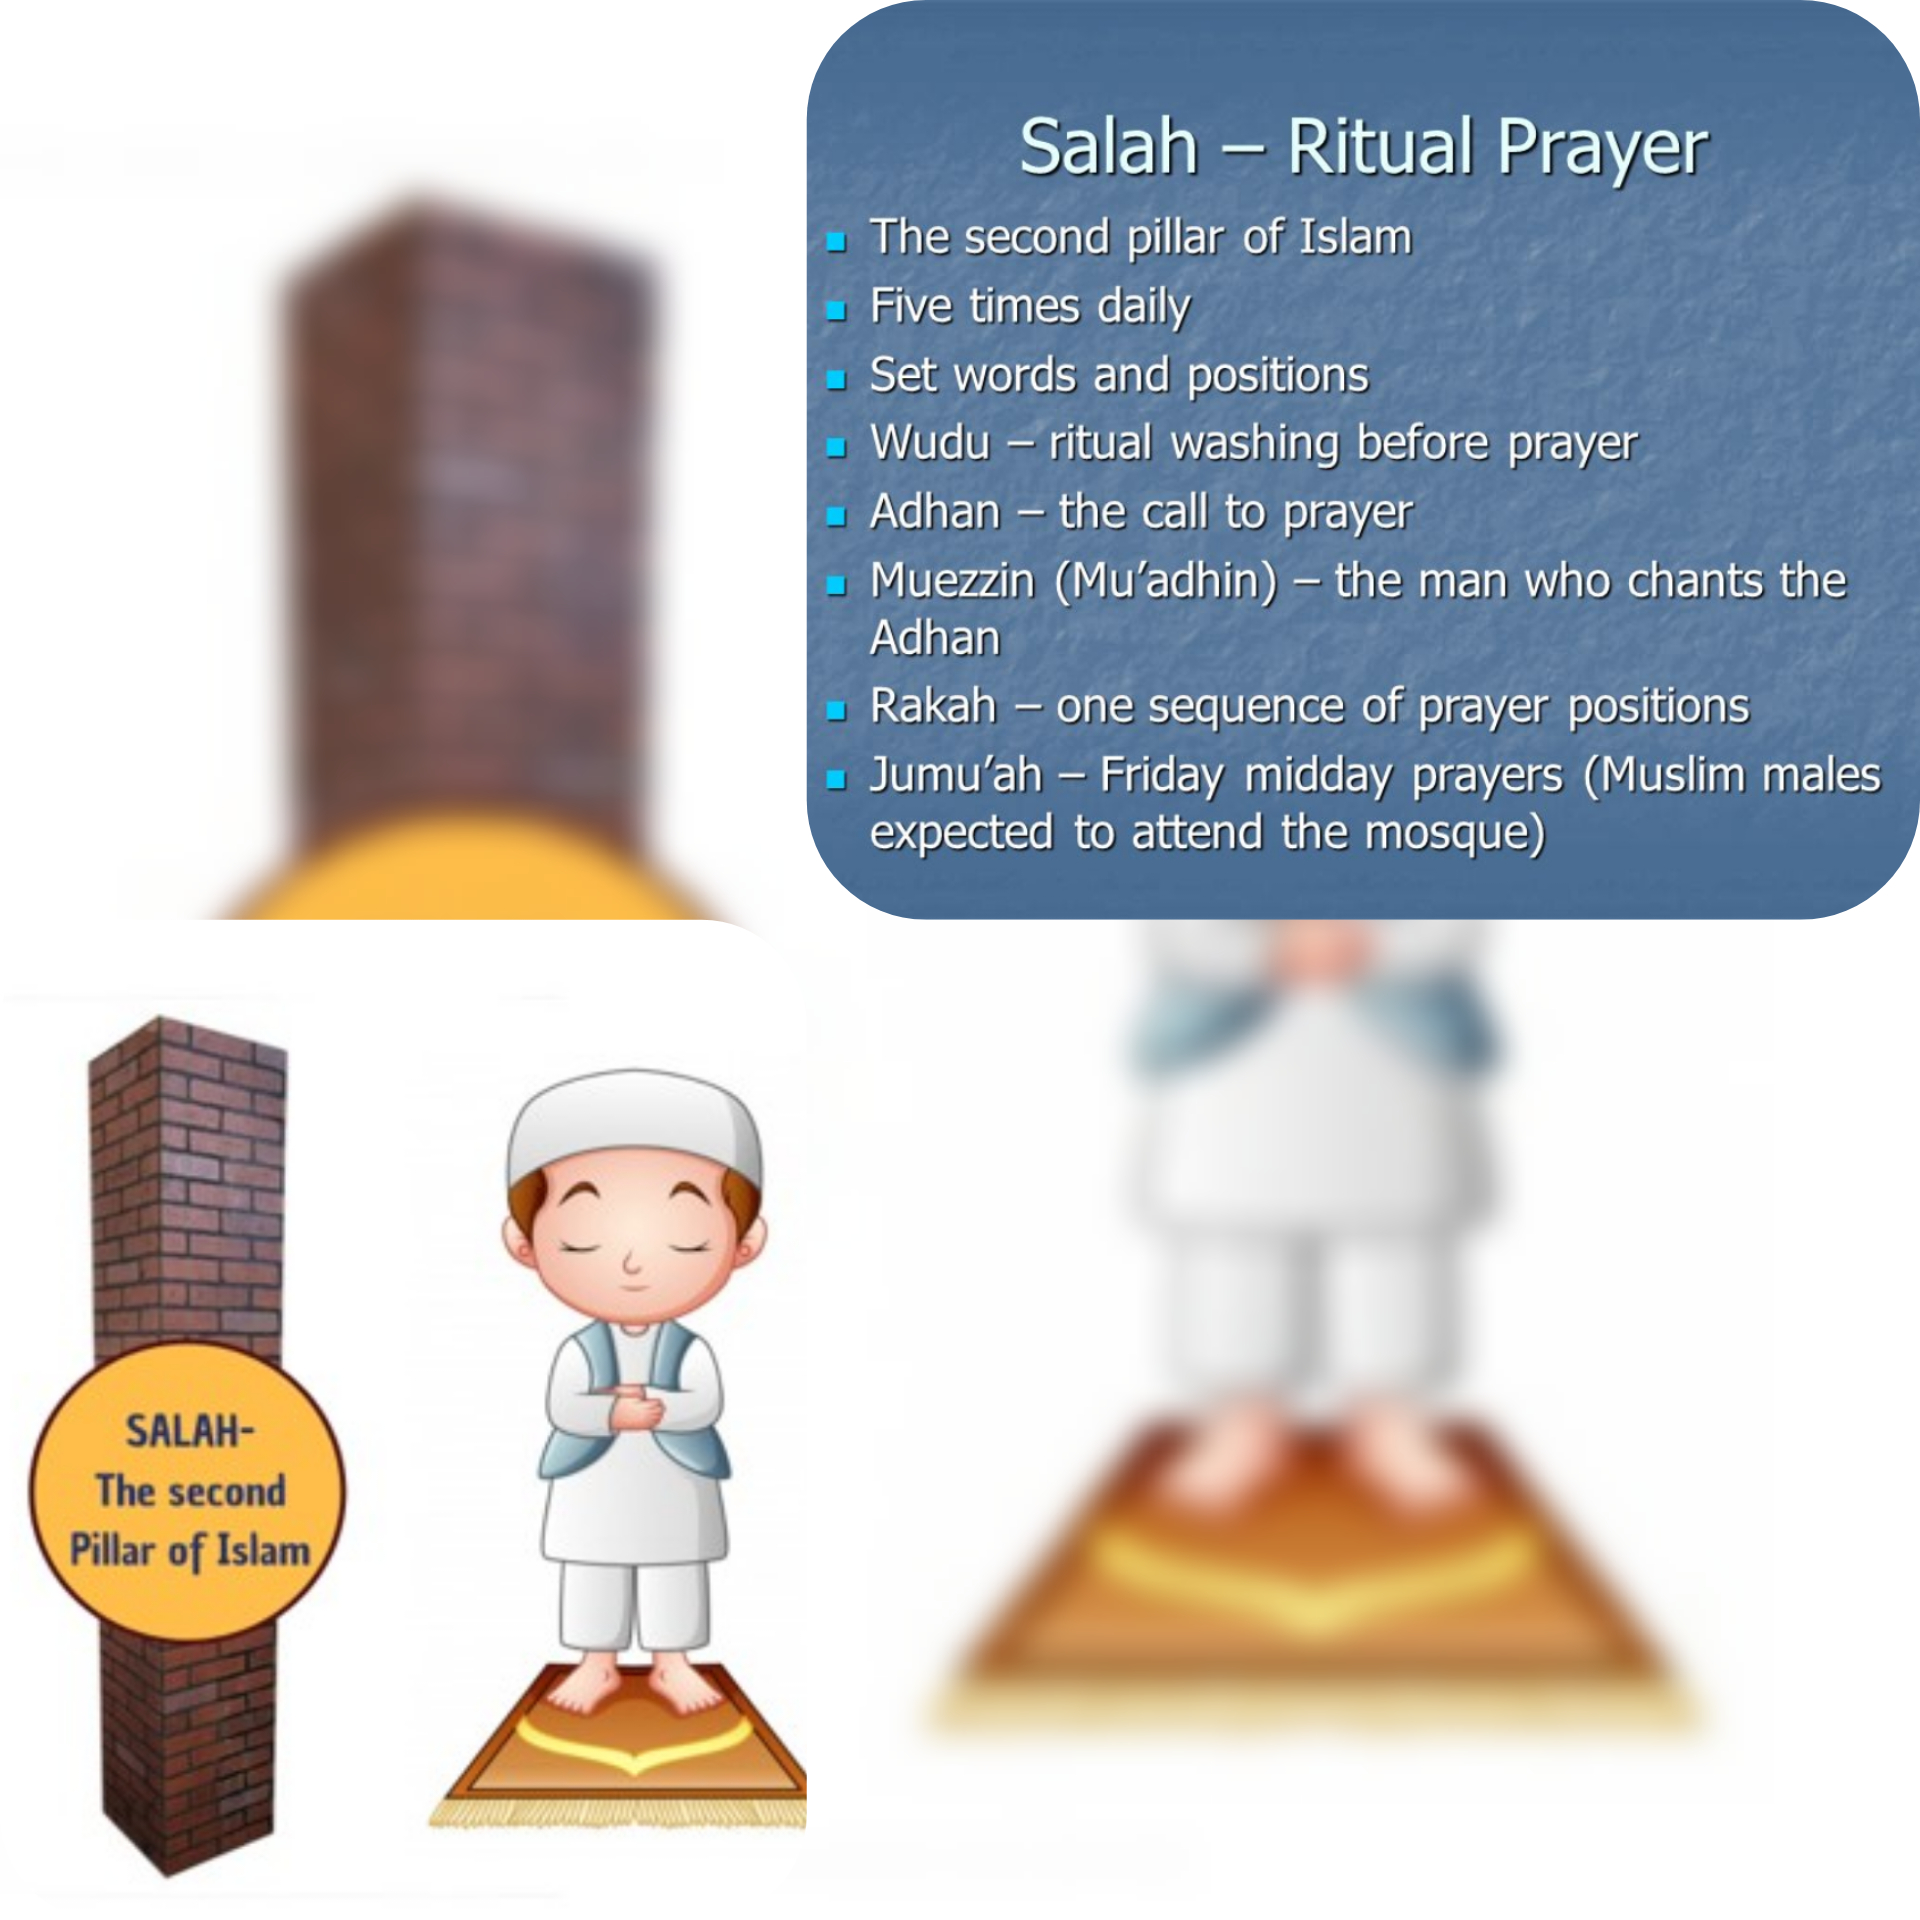 Salah – Ritual Prayer
The second pillar of Islam
Five times daily
Set words and positions
Wudu – ritual washing before prayer
Adhan – the call to prayer
Muezzin (Mu’adhin) – the man who chants the
Adhan
Rakah – one sequence of prayer positions
Jumu’ah – Friday midday prayers (Muslim males
expected to attend the mosque)
SALAH-
The second
Pillar of Islam